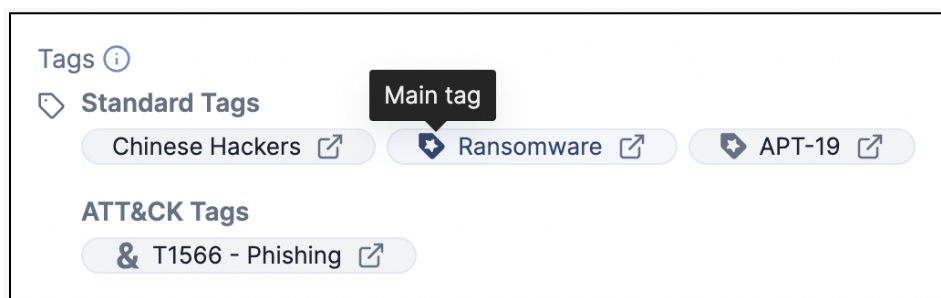 Tags
Main tag
Standard Tags
Chinese Hackers Ransomware APT-19
ATT&CK Tags
& T1566 - Phishing